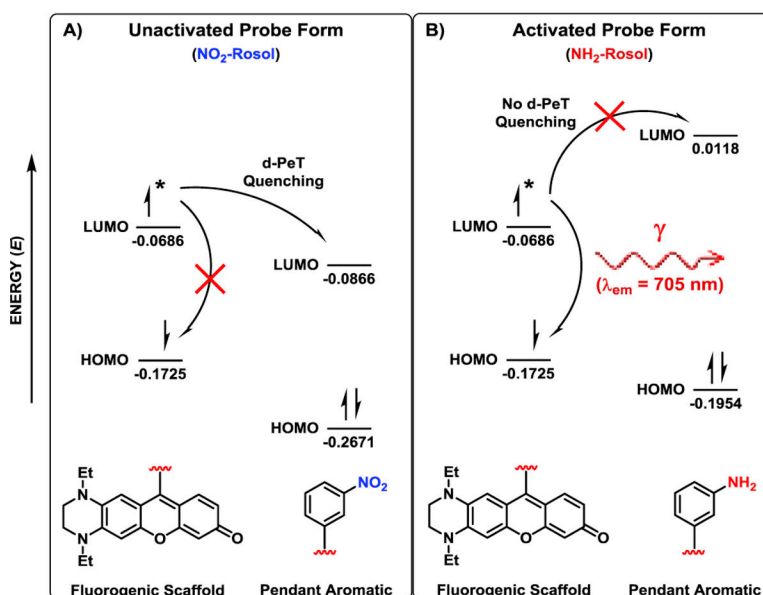 A) Unactivated Probe Form
(NO2-Rosol)
d-PeT
Quenching
*
LUMO
-0.0686
LUMO
-0.0866
HOMO
-0.1725
HOMO
-0.2671
Et
N
N
Et
O
O
NO2
Fluorogenic Scaffold
Pendant Aromatic
B) Activated Probe Form
(NH2-Rosol)
No d-PeT
Quenching
LUMO
0.0118
*
LUMO
-0.0686
γ
(λem = 705 nm)
HOMO
-0.1725
HOMO
-0.1954
Et
N
N
Et
O
O
NH2
Fluorogenic Scaffold
Pendant Aromatic
ENERGY (E)